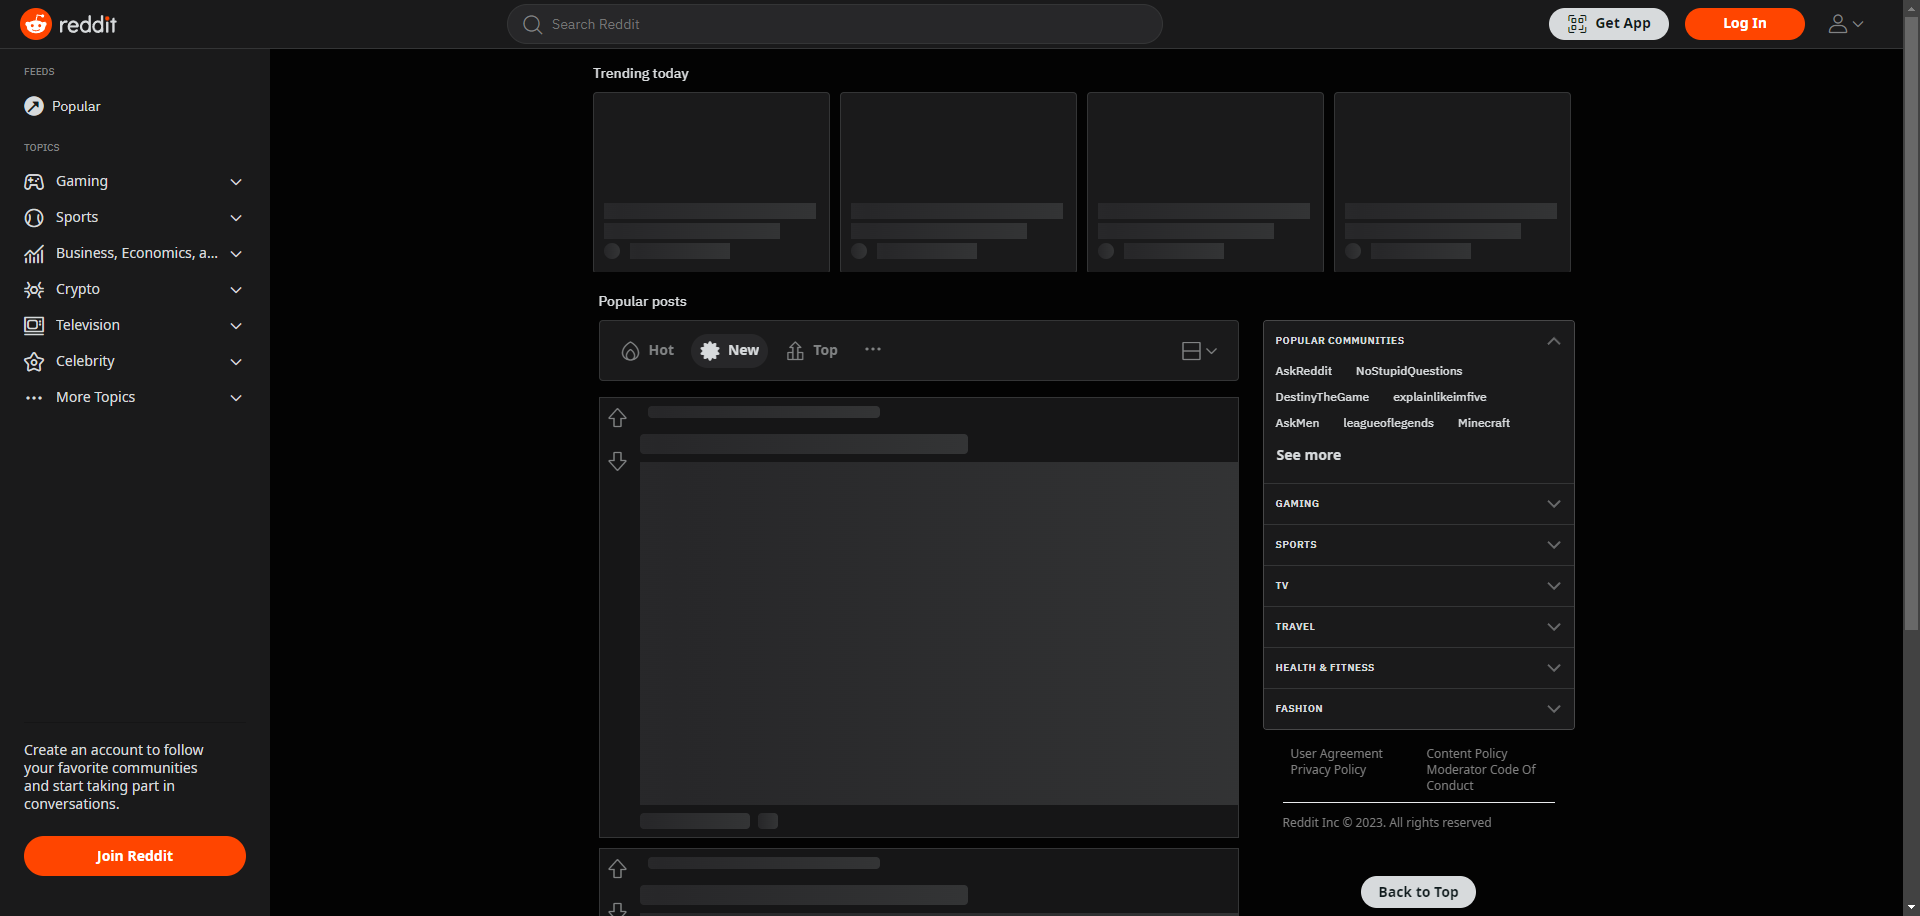 reddit
Search Reddit
Get App
Log In
FEEDS
Popular
TOPICS
Gaming
Sports
Business, Economics, a...
Crypto
Television
Celebrity
More Topics
Create an account to follow
your favorite communities
and start taking part in
conversations.
Join Reddit
Trending today
Popular posts
Hot
New
Top
POPULAR COMMUNITIES
AskReddit NoStupidQuestions
DestinyTheGame explainlikeimfive
AskMen leagueoflegends Minecraft
See more
GAMING
SPORTS
TV
TRAVEL
HEALTH & FITNESS
FASHION
User Agreement
Privacy Policy
Content Policy
Moderator Code Of
Conduct
Reddit Inc © 2023. All rights reserved
Back to Top